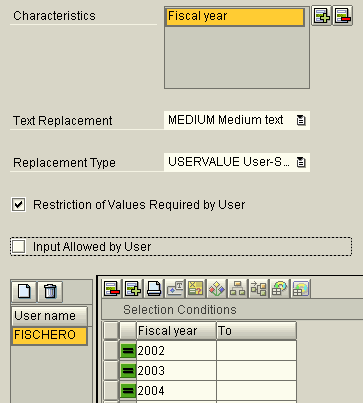 Characteristics
Fiscal year
Text Replacement
MEDIUM Medium text
Replacement Type
USERVALUE User-S...
Restriction of Values Required by User
Input Allowed by User
User name
FISCHERO
Selection Conditions
Fiscal year To
2002
2003
2004